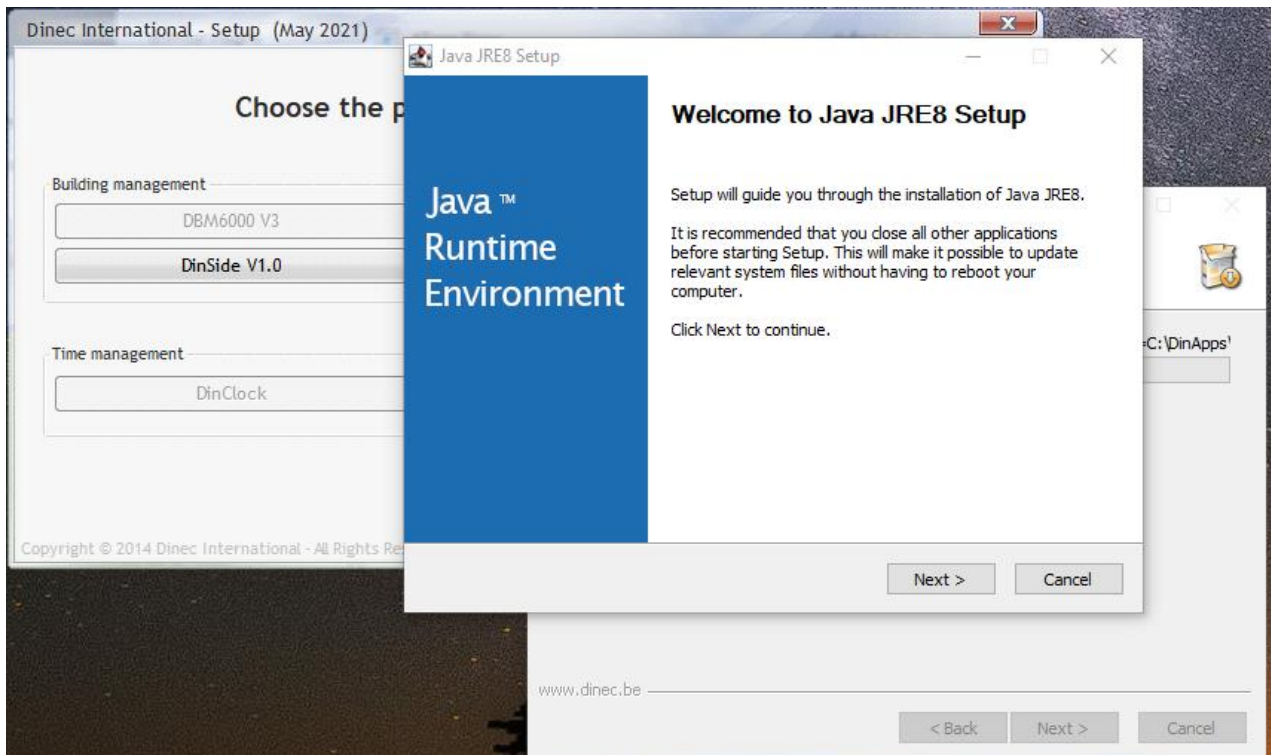 Dinec International - Setup (May 2021)
X
Choose the p
Building management
DBM6000 V3
DinSide V1.0
Time management
DinClock
Copyright © 2014 Dinec International - All Rights Re
Java JRE8 Setup
Java ™
Runtime
Environment
Welcome to Java JRE8 Setup
Setup will guide you through the installation of Java JRE8.
It is recommended that you close all other applications
before starting Setup. This will make it possible to update
relevant system files without having to reboot your
computer.
Click Next to continue.
Next > Cancel
=C:\DinApps\
www.dinec.be
< Back Next > Cancel